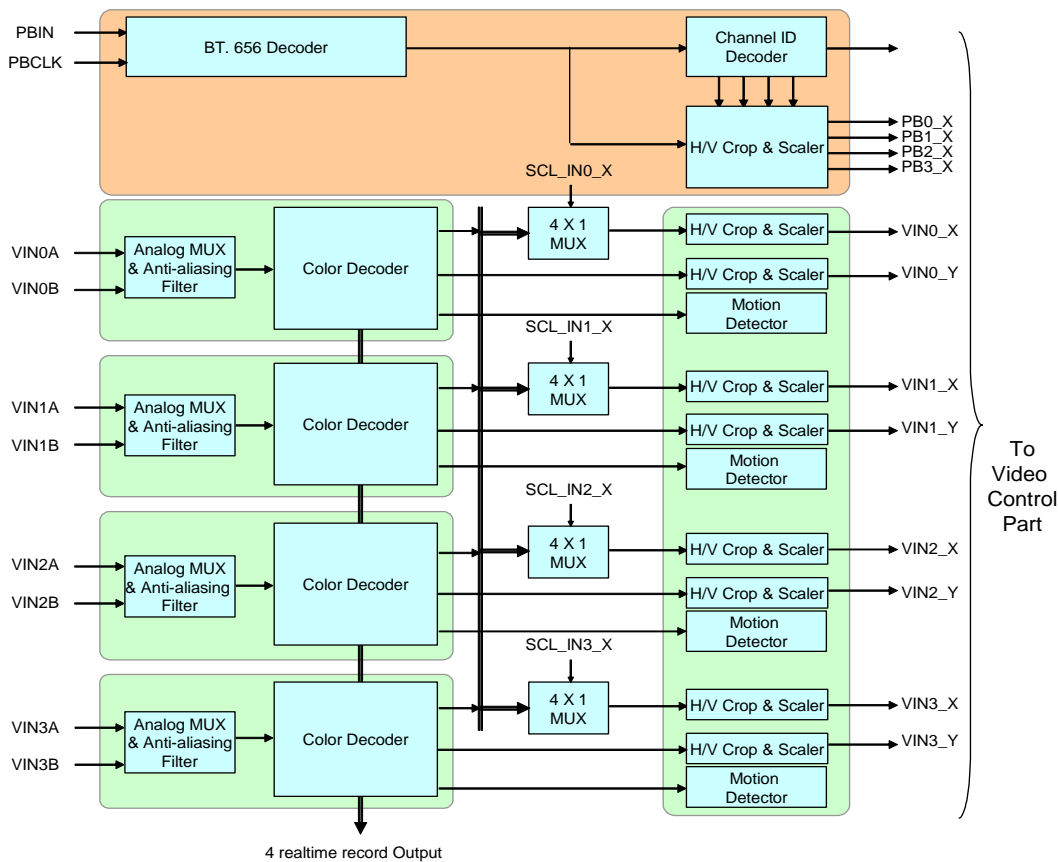 PBIN
PBCLK
BT. 656 Decoder
Channel ID
Decoder
H/V Crop & Scaler
PB0_X
PB1_X
PB2_X
PB3_X
SCL_IN0_X
VIN0A
VIN0B
Analog MUX
& Anti-aliasing
Filter
Color Decoder
4 X 1
MUX
H/V Crop & Scaler
H/V Crop & Scaler
Motion
Detector
VIN0_X
VIN0_Y
SCL_IN1_X
VIN1A
VIN1B
Analog MUX
& Anti-aliasing
Filter
Color Decoder
4 X 1
MUX
H/V Crop & Scaler
H/V Crop & Scaler
Motion
Detector
VIN1_X
VIN1_Y
To
Video
Control
Part
SCL_IN2_X
VIN2A
VIN2B
Analog MUX
& Anti-aliasing
Filter
Color Decoder
4 X 1
MUX
H/V Crop & Scaler
H/V Crop & Scaler
Motion
Detector
VIN2_X
VIN2_Y
SCL_IN3_X
VIN3A
VIN3B
Analog MUX
& Anti-aliasing
Filter
Color Decoder
4 X 1
MUX
H/V Crop & Scaler
H/V Crop & Scaler
Motion
Detector
VIN3_X
VIN3_Y
4 realtime record Output